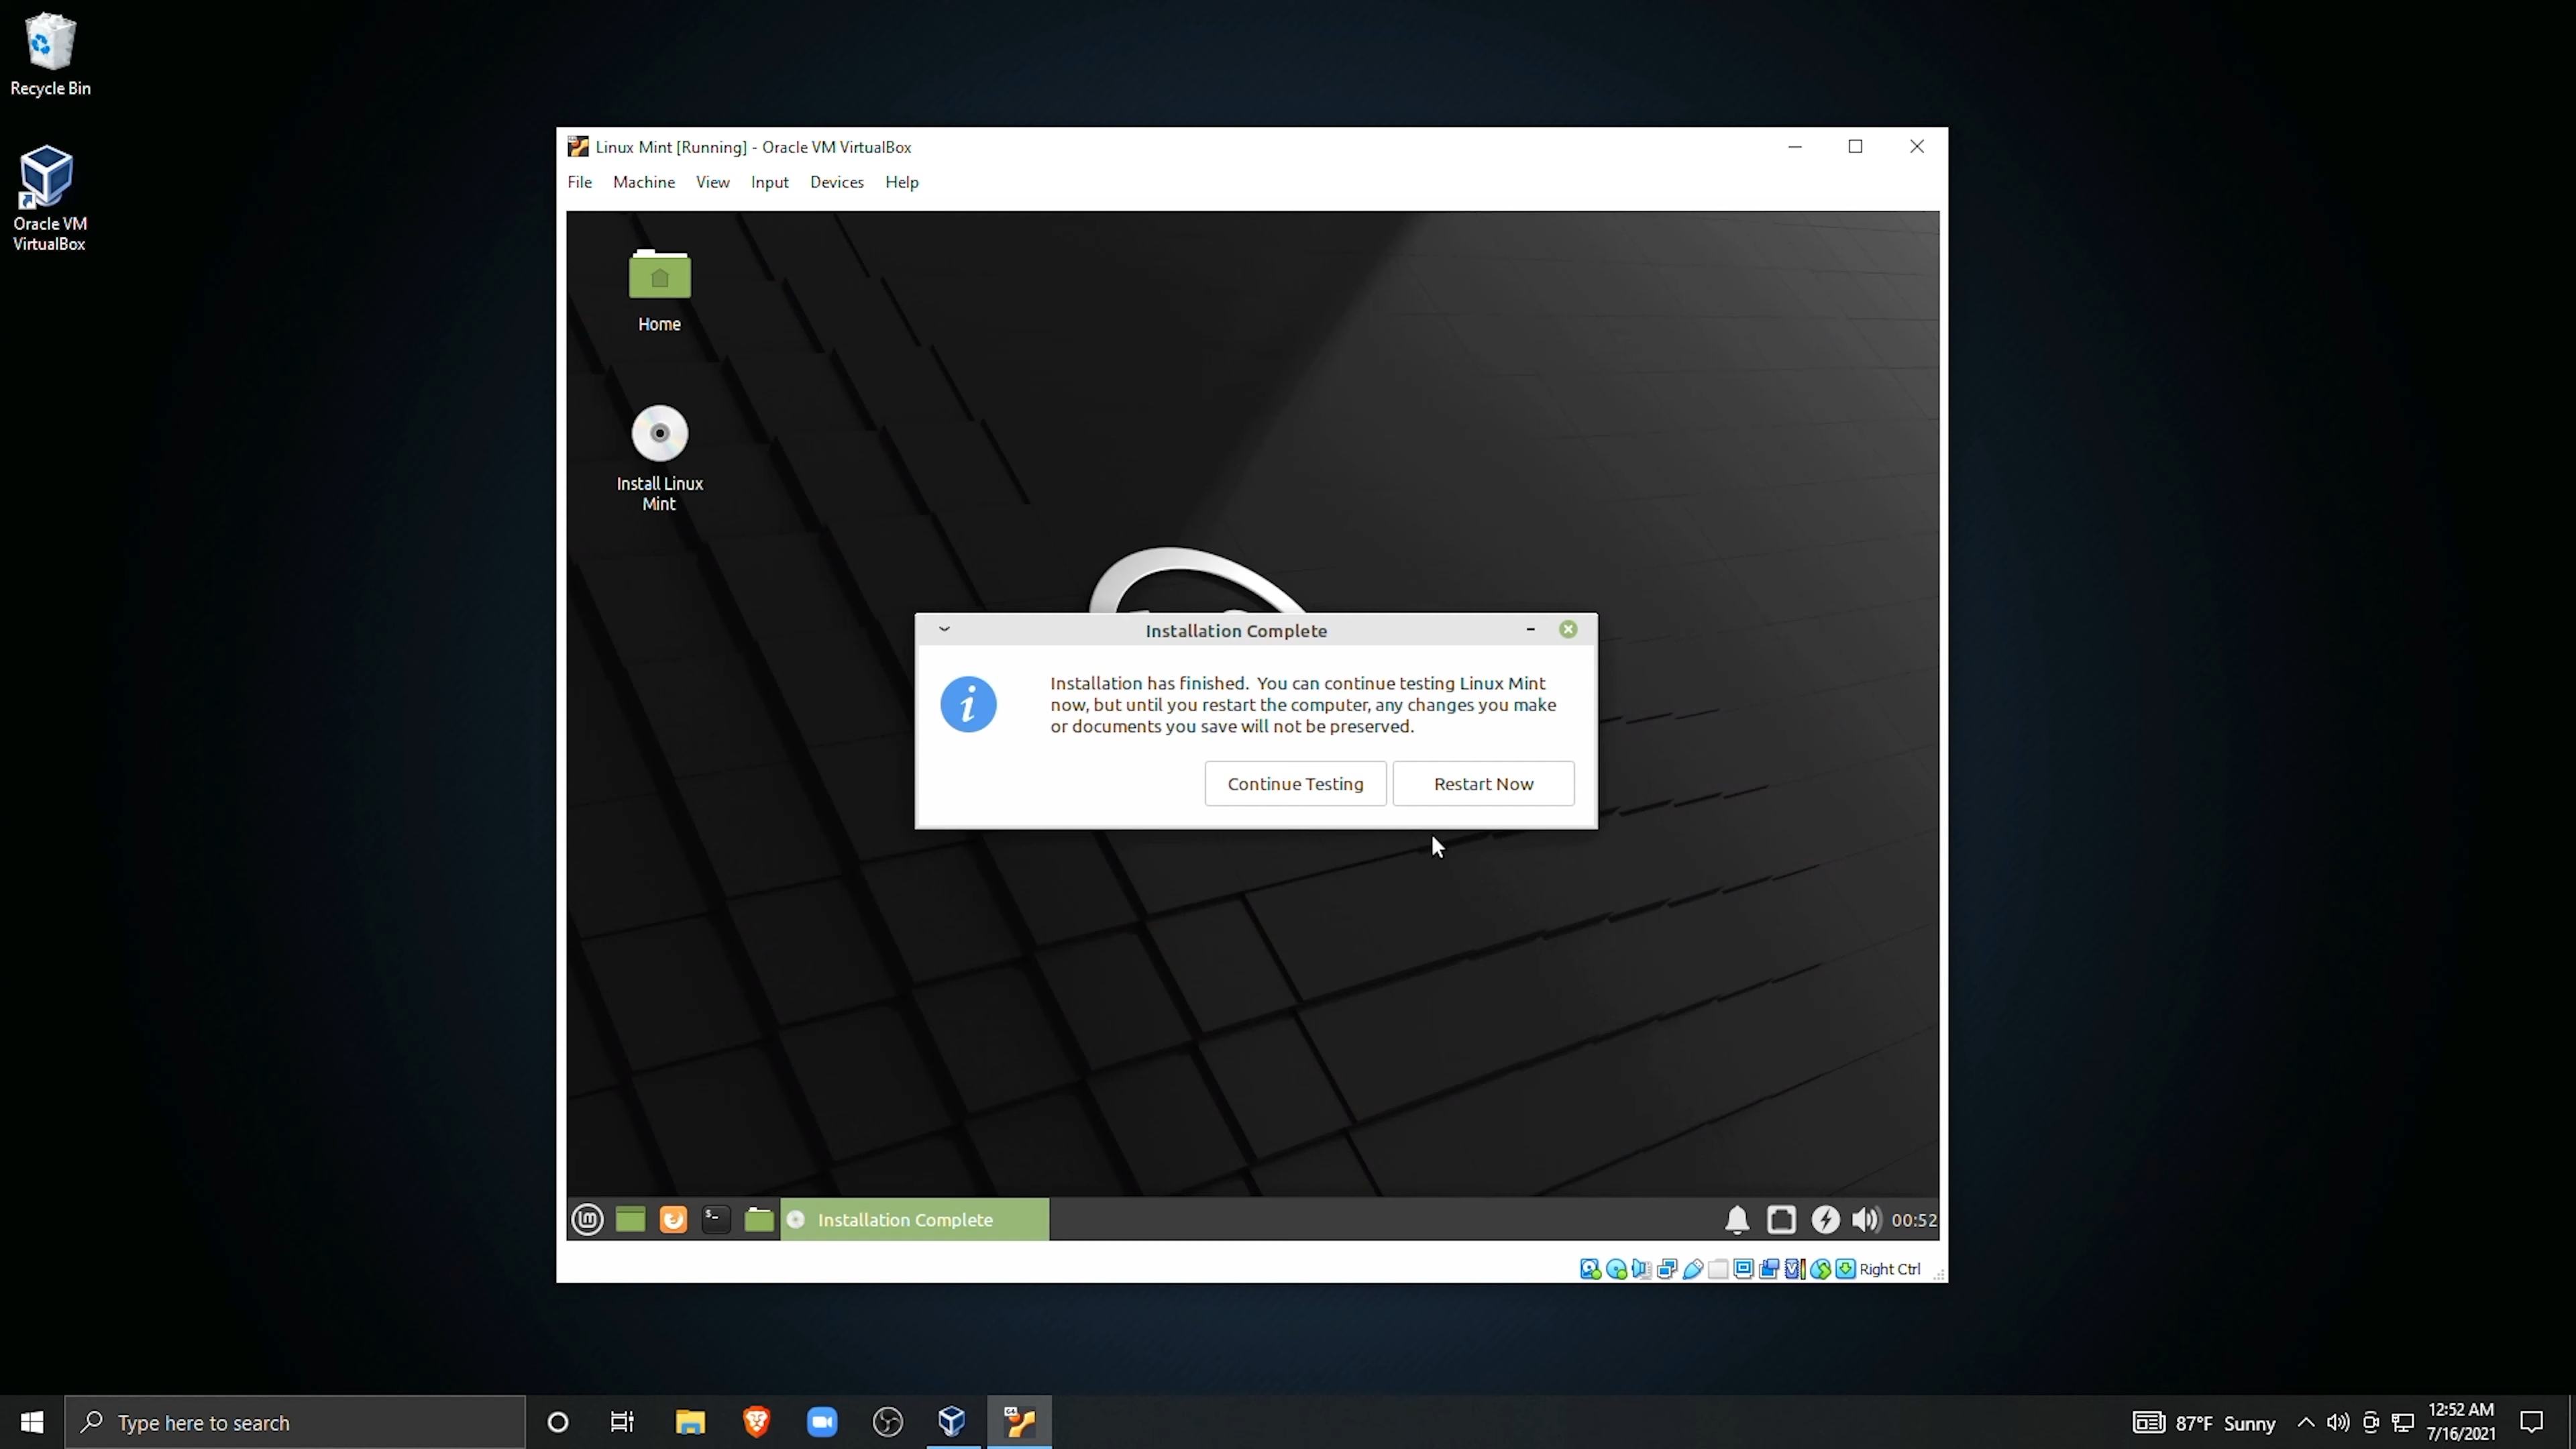 Recycle Bin
Oracle VM
VirtualBox
Linux Mint [Running] - Oracle VM VirtualBox
File Machine View Input Devices Help
Home
Install Linux
Mint
Installation Complete
Installation has finished. You can continue testing Linux Mint
now, but until you restart the computer, any changes you make
or documents you save will not be preserved.
Continue Testing Restart Now
Installation Complete
00:52
Right Ctrl
Type here to search
87°F Sunny
12:52 AM
7/16/2021